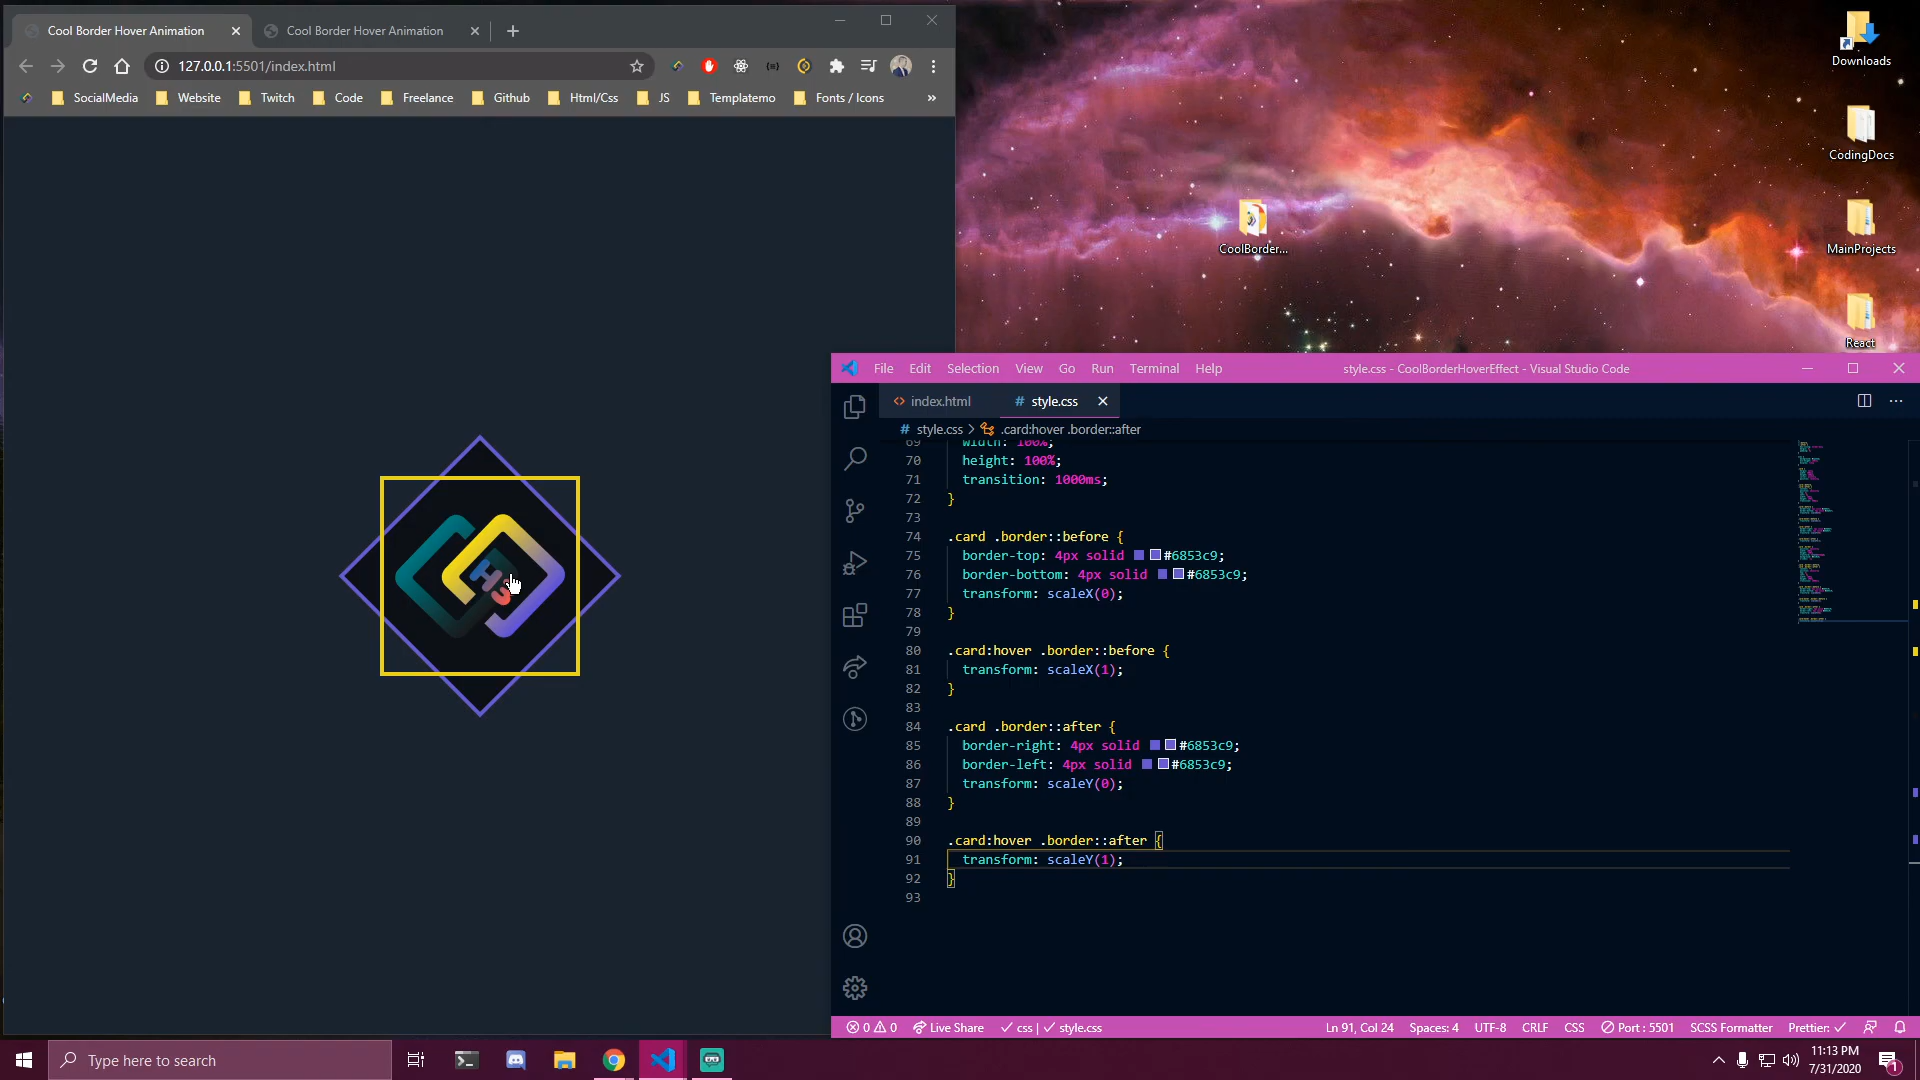 Cool Border Hover Animation
Cool Border Hover Animation
127.0.0.1:5501/index.html
SocialMedia
Website
Twitch
Code
Freelance
Github
Html/Css
JS
Templatemo
Fonts / Icons
»
Downloads
CodingDocs
CoolBorder...
MainProjects
React
HS
File Edit Selection View Go Run Terminal Help
style.css - CoolBorderHoverEffect - Visual Studio Code
index.html
# style.css
# style.css > .card:hover .border::after
69 width: 100%;
70 height: 100%;
71 transition: 1000ms;
72 }
73
74 .card .border::before {
75 border-top: 4px solid #6853c9;
76 border-bottom: 4px solid #6853c9;
77 transform: scaleX(0);
78 }
79
80 .card:hover .border::before {
81 transform: scaleX(1);
82 }
83
84 .card .border::after {
85 border-right: 4px solid #6853c9;
86 border-left: 4px solid #6853c9;
87 transform: scaleY(0);
88 }
89
90 .card:hover .border::after {
91 transform: scaleY(1);
92 }
93
0 0 Live Share ✓ css | ✓ style.css
Ln 91, Col 24 Spaces: 4 UTF-8 CRLF CSS Port : 5501 SCSS Formatter Prettier: ✓
Type here to search
11:13 PM
7/31/2020
1